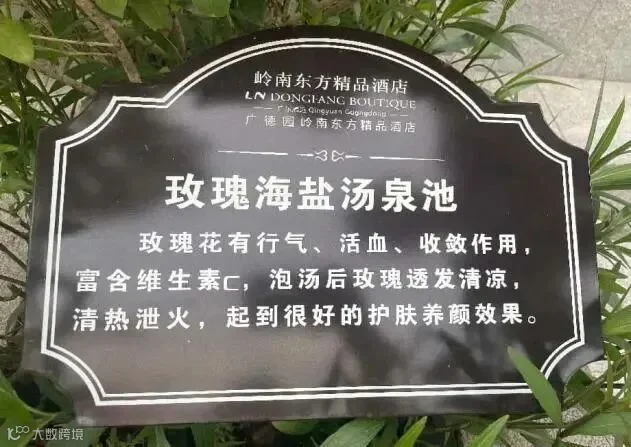 岭南东方精品酒店
LN DONGFANG BOUTIQUE
广德园岭南东方精品酒店
玫瑰海盐汤泉池
玫瑰花有行气、活血、收敛作用，
富含维生素C，泡汤后玫瑰透发清凉，
清热泄火，起到很好的护肤养颜效果。
大数跨境